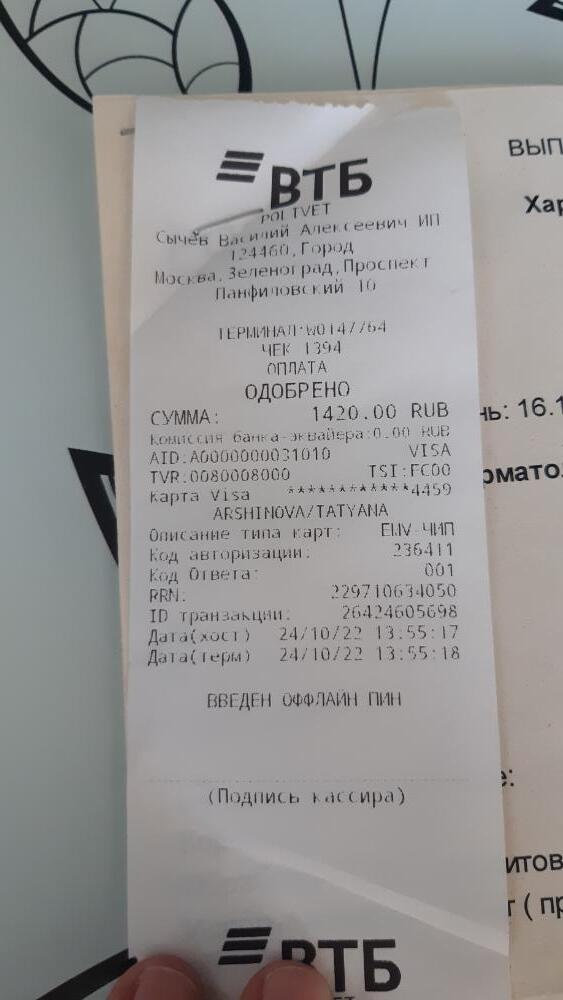 ВТБ
POLIVET
Сычёв Василий Алексеевич ИП
124460,Город
Москва,Зеленоград,Проспект
Панфиловский 10
ТЕРМИНАЛ:W0147764
ЧЕК 1394
ОПЛАТА
ОДОБРЕНО
СУММА: 1420.00 RUB
Комиссия банка-эквайера:0.00 RUB
AID:A0000000031010 VISA
TVR:0080008000 TSI:FC00
Карта Visa ************4459
ARSHINOVA/TATYANA
Описание типа карт: EMV-ЧИП
Код авторизации: 236411
Код Ответа: 001
RRN: 229710634050
ID транзакции: 26424605698
Дата(хост) 24/10/22 13:55:17
Дата(терм) 24/10/22 13:55:18
ВВЕДЕН ОФФЛАЙН ПИН
(Подпись кассира)
ВТБ
ВЫП
Хар
нь: 16.1
рмато
е:
итов
т ( пр